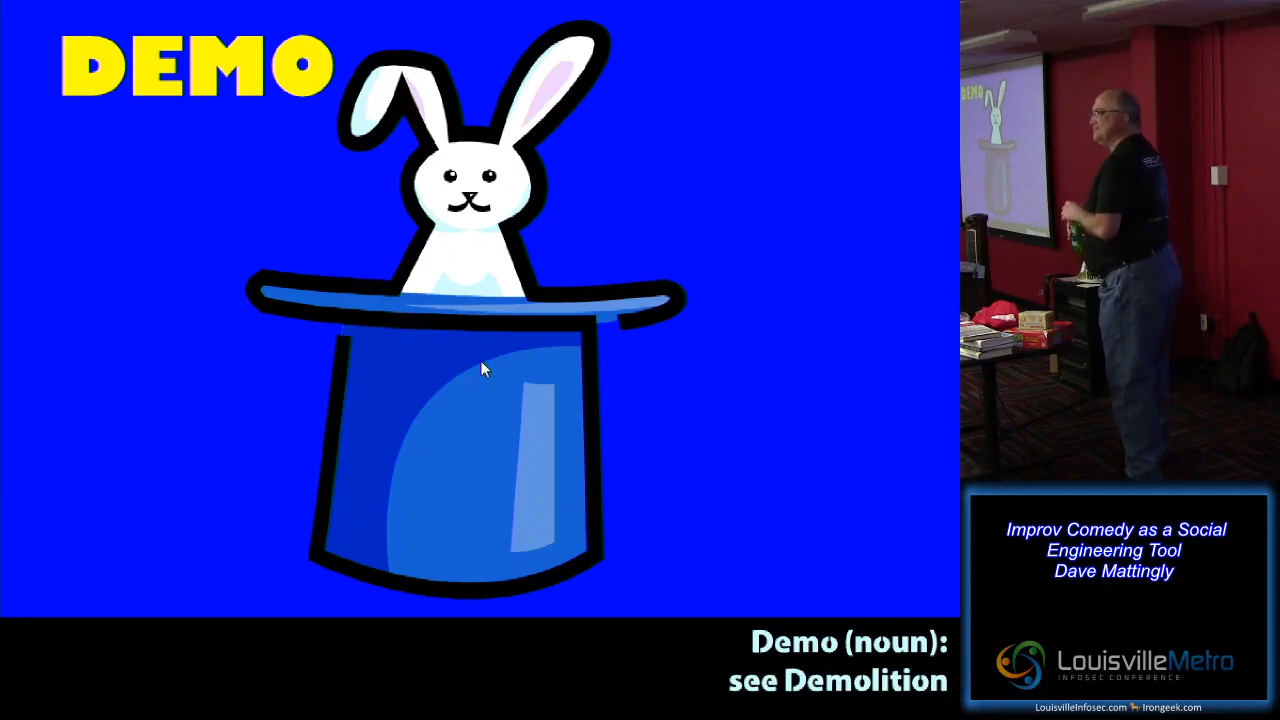 DEMO
Demo (noun):
see Demolition
DEMO
Improv Comedy as a Social
Engineering Tool
Dave Mattingly
LouisvilleMetro
INFOSEC CONFERENCE
LouisvilleInfosec.com Irongeek.com